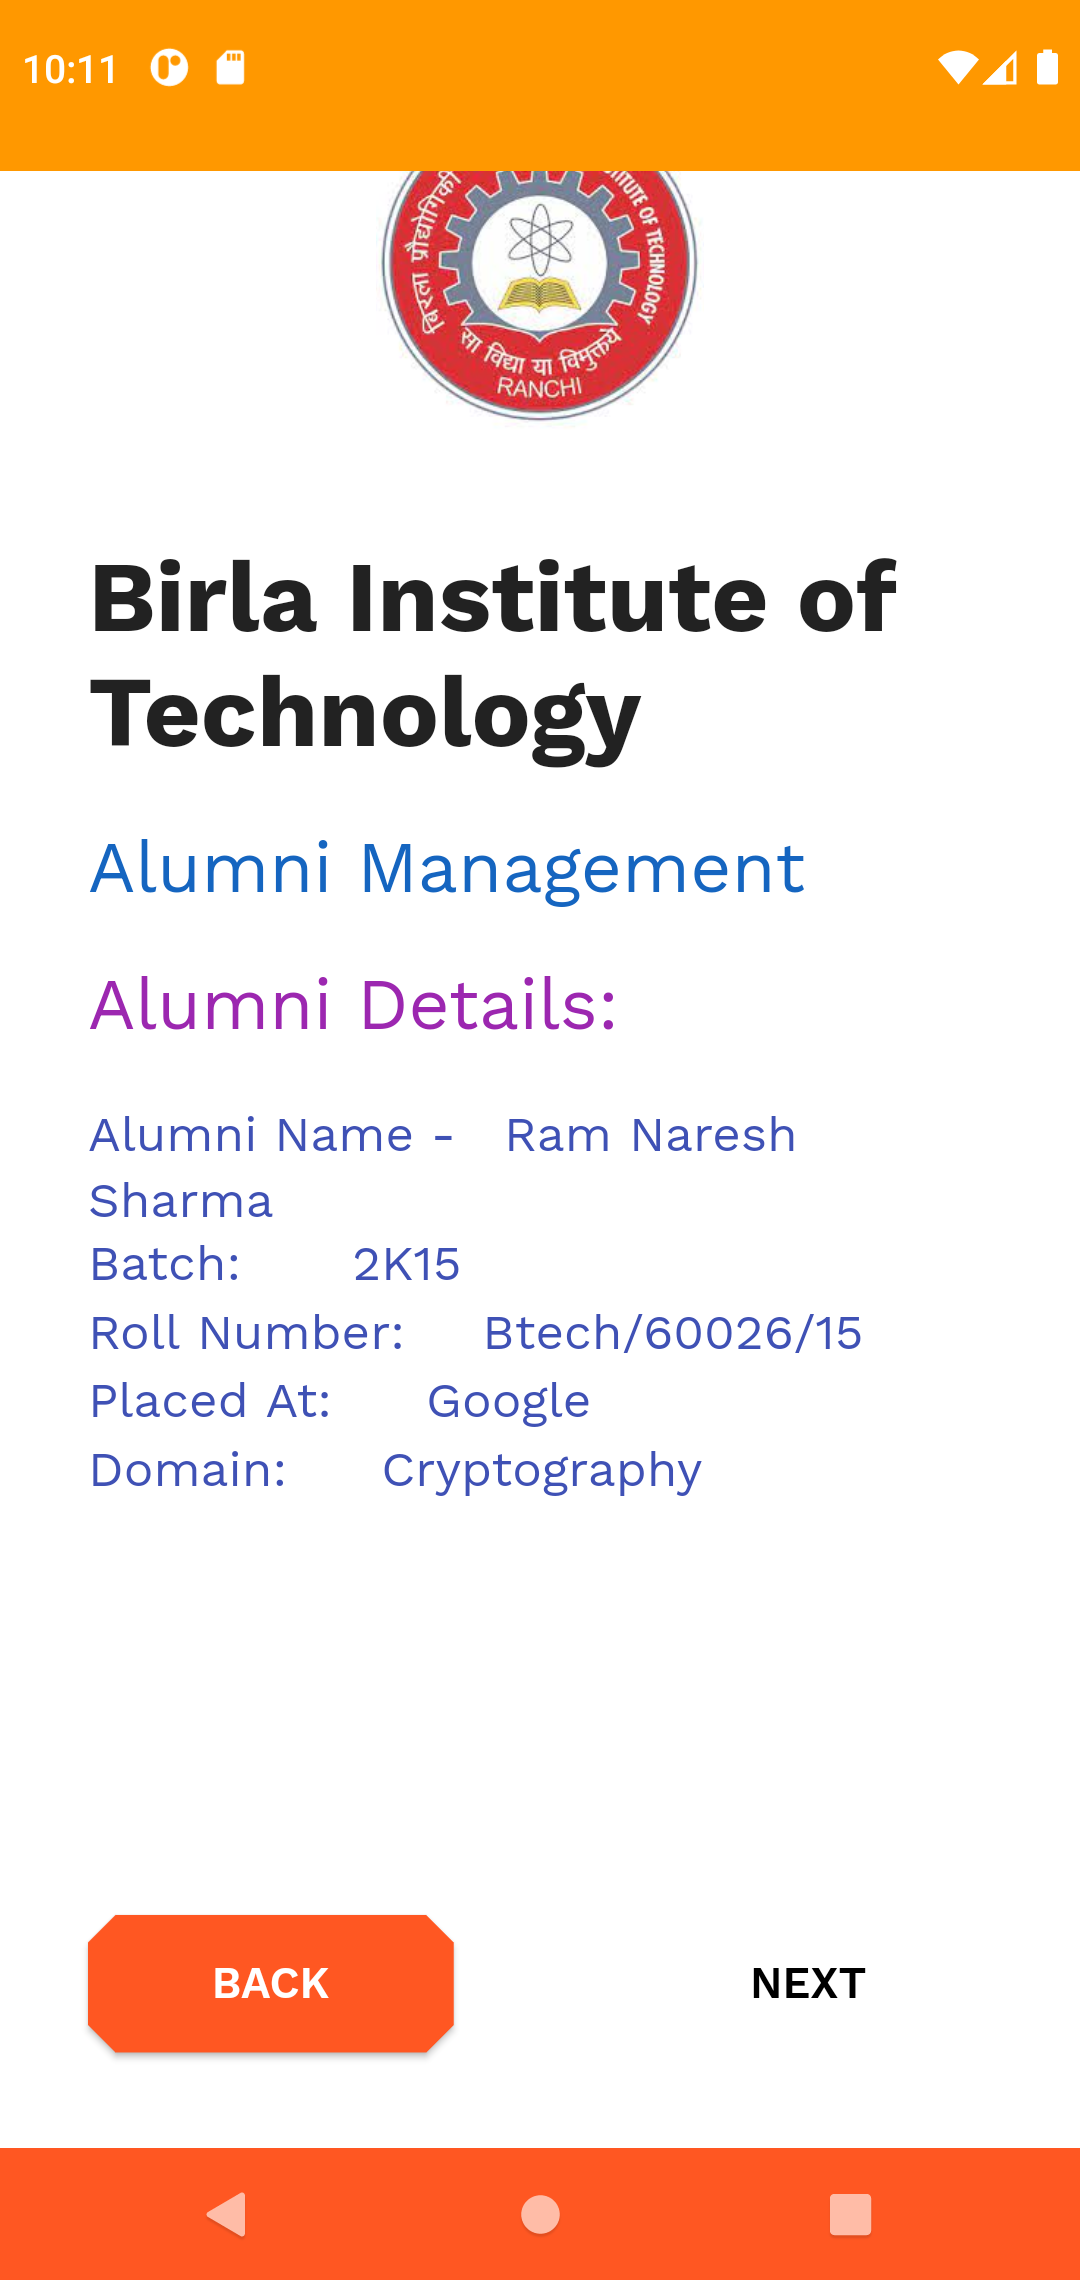 10:11
बिरला प्रौद्योगिकी
ITUTE OF TECHNOLOGY
सा विद्या या विमुक्तये
RANCHI
Birla Institute of
Technology
Alumni Management
Alumni Details:
Alumni Name - Ram Naresh
Sharma
Batch: 2K15
Roll Number: Btech/60026/15
Placed At: Google
Domain: Cryptography
BACK NEXT